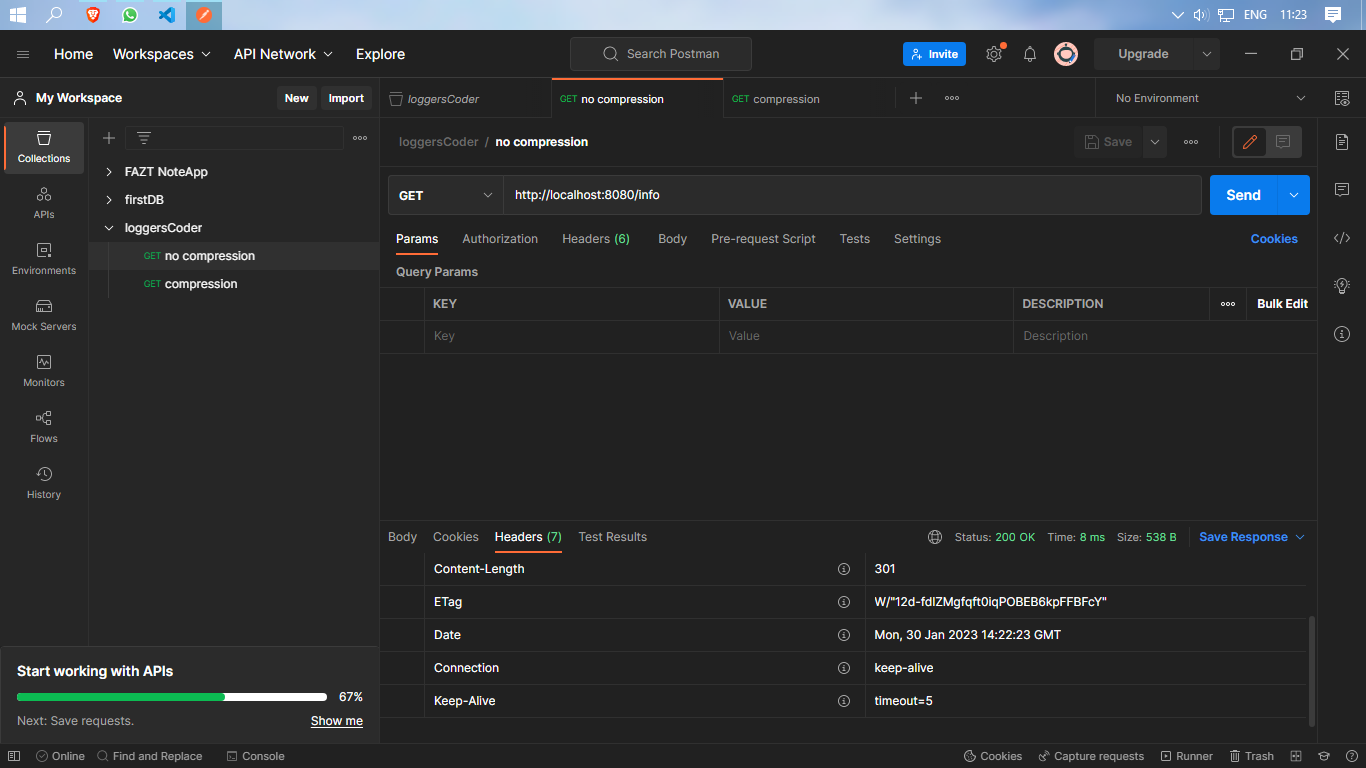 ENG 11:23
Home Workspaces API Network Explore Search Postman Invite Upgrade
My Workspace New Import
loggersCoder GET no compression GET compression No Environment
loggersCoder / no compression Save
GET http://localhost:8080/info Send
Params Authorization Headers (6) Body Pre-request Script Tests Settings Cookies
Query Params
KEY VALUE DESCRIPTION Bulk Edit
Key Value Description
Collections
APIs
Environments
Mock Servers
Monitors
Flows
History
FAZT NoteApp
firstDB
loggersCoder
GET no compression
GET compression
Body Cookies Headers (7) Test Results Status: 200 OK Time: 8 ms Size: 538 B Save Response
Content-Length 301
ETag W/"12d-fdIZMgfqft0iqPOBEB6kpFFBFcY"
Date Mon, 30 Jan 2023 14:22:23 GMT
Connection keep-alive
Keep-Alive timeout=5
Start working with APIs
67%
Next: Save requests. Show me
Online Find and Replace Console Cookies Capture requests Runner Trash